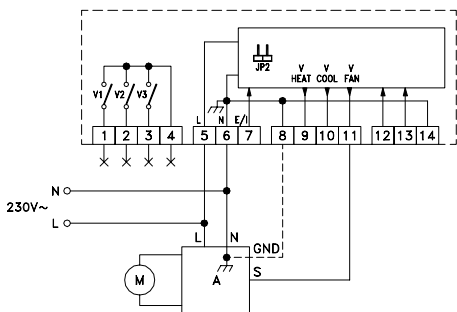 JP2
V V V
HEAT COOL FAN
V1 V2 V3
L N E/I
1 2 3 4 5 6 7 8 9 10 11 12 13 14
N
230V~
L
L N GND
M A S